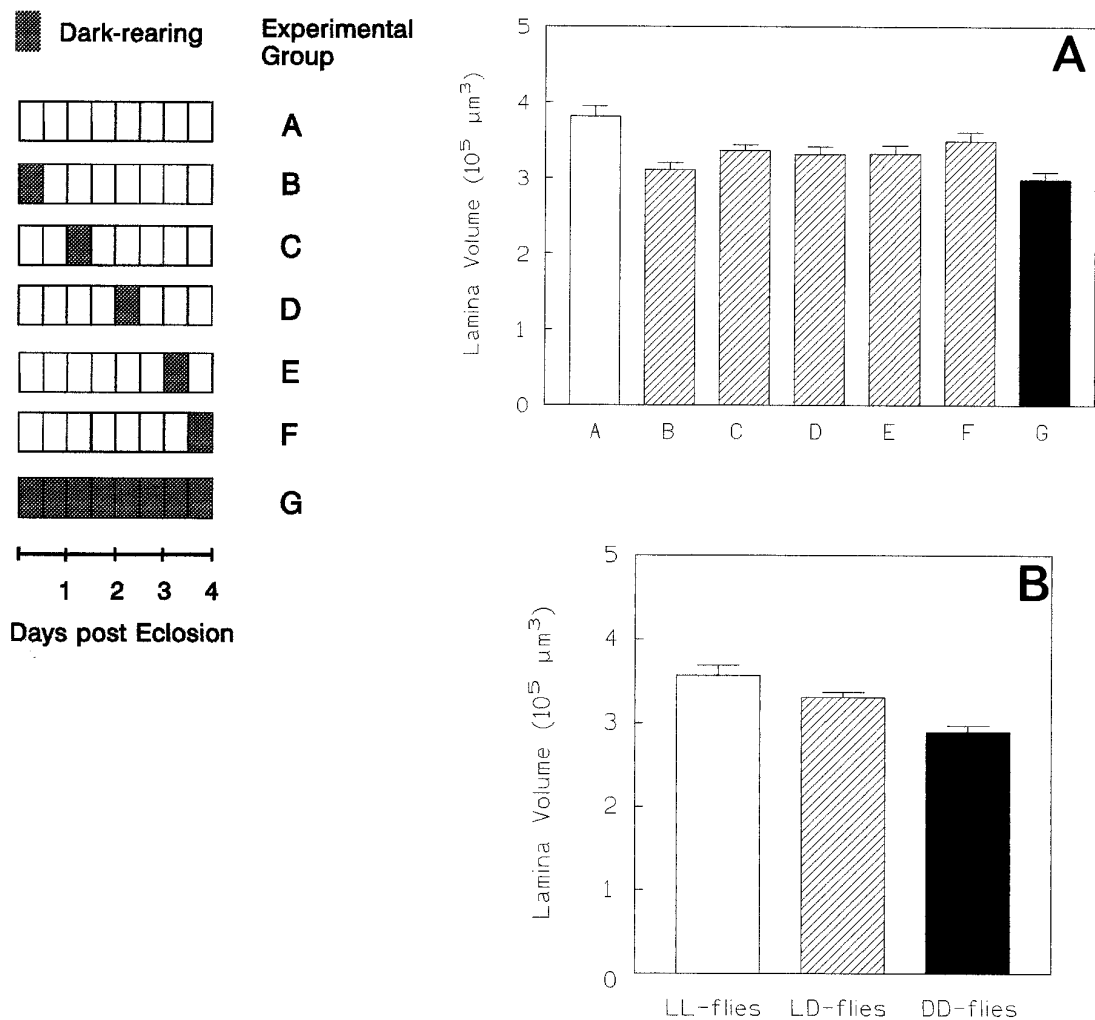 Dark-rearing
Experimental
Group
A
B
C
D
E
F
G
1 2 3 4
Days post Eclosion
A
5
4
3
2
1
0
Lamina Volume (10⁵ μm³)
A B C D E F G
B
5
4
3
2
1
0
Lamina Volume (10⁵ μm³)
LL-flies LD-flies DD-flies